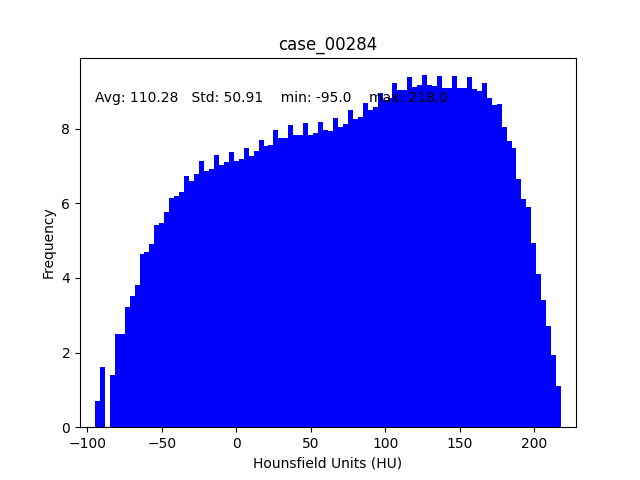 case_00284
Avg: 110.28 Std: 50.91 min: -95.0 max: 218.0
8
6
4
2
0
Frequency
−100 −50 0 50 100 150 200
Hounsfield Units (HU)